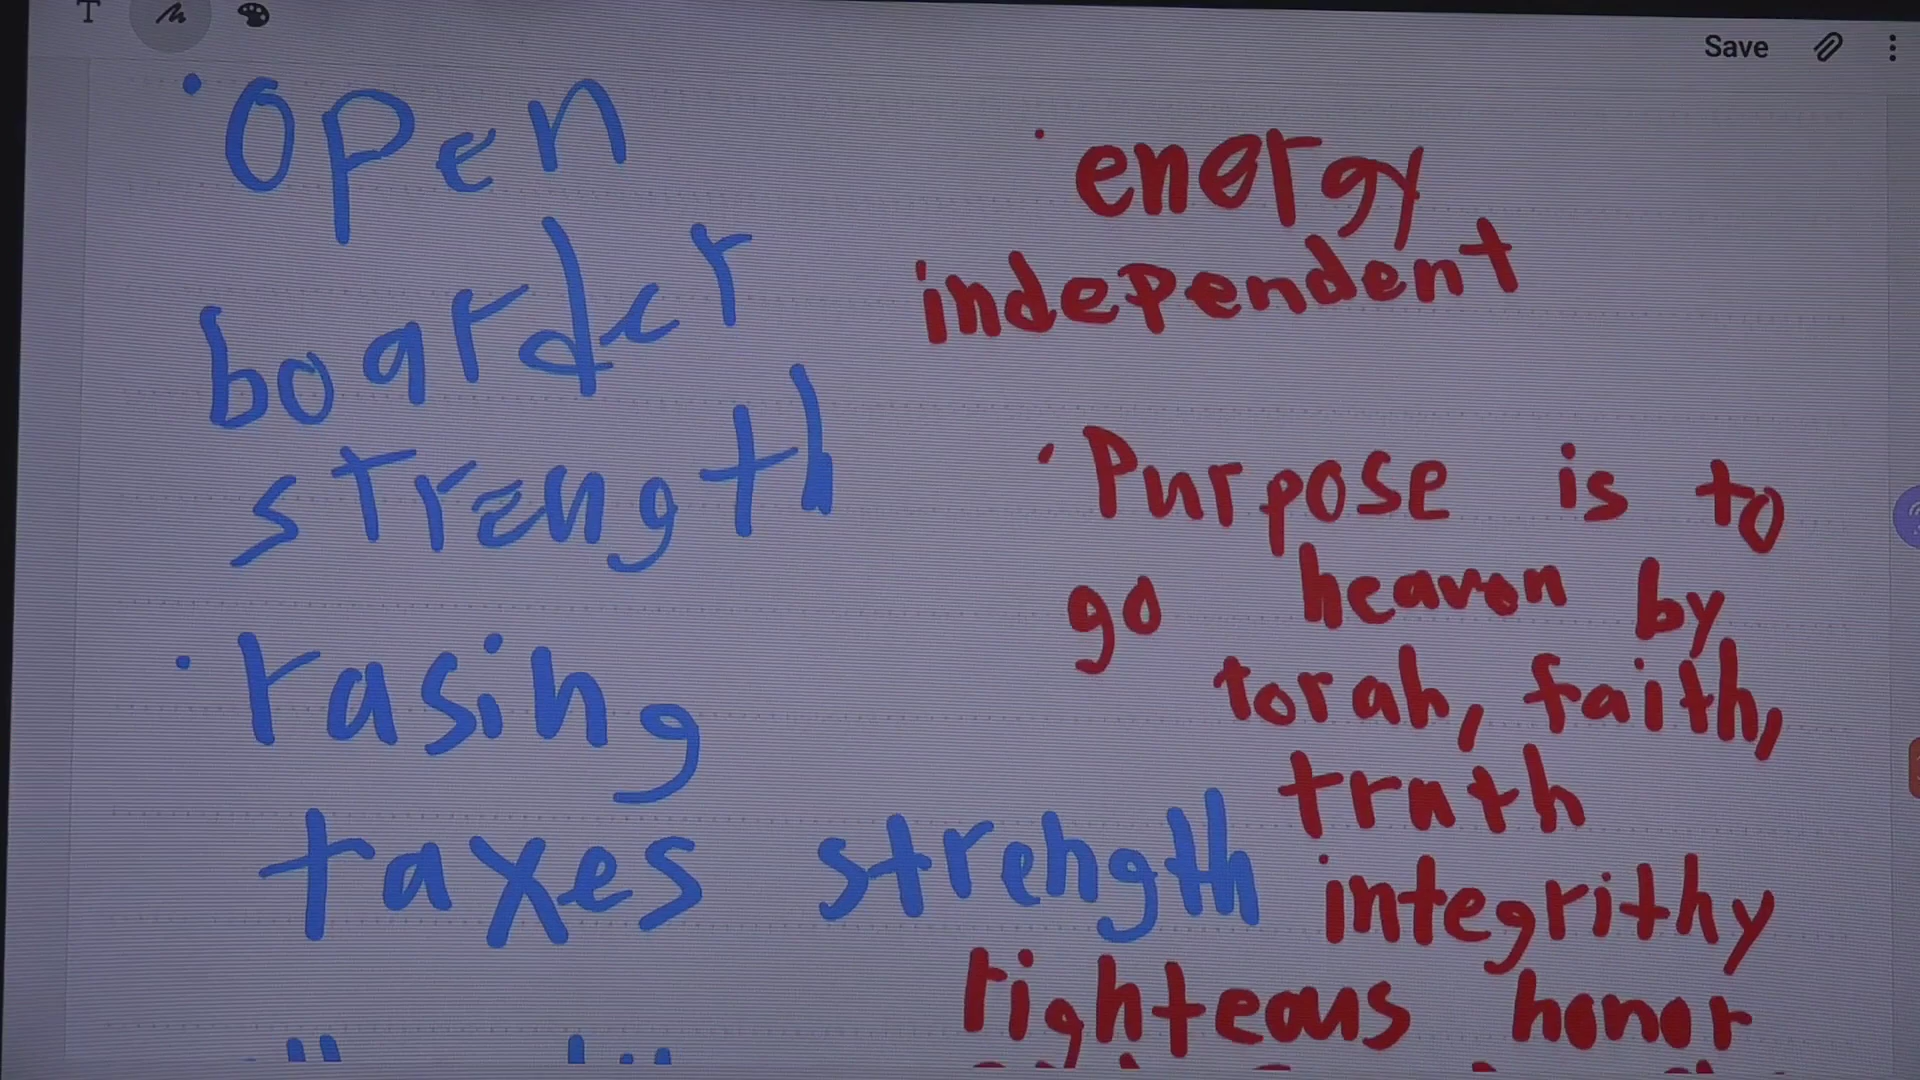 T
Save
· open
boarder
strength
· rasing
taxes strength
· energy
independent
· Purpose is to
go heaven by
torah, faith,
truth
integrithy
righteous honor